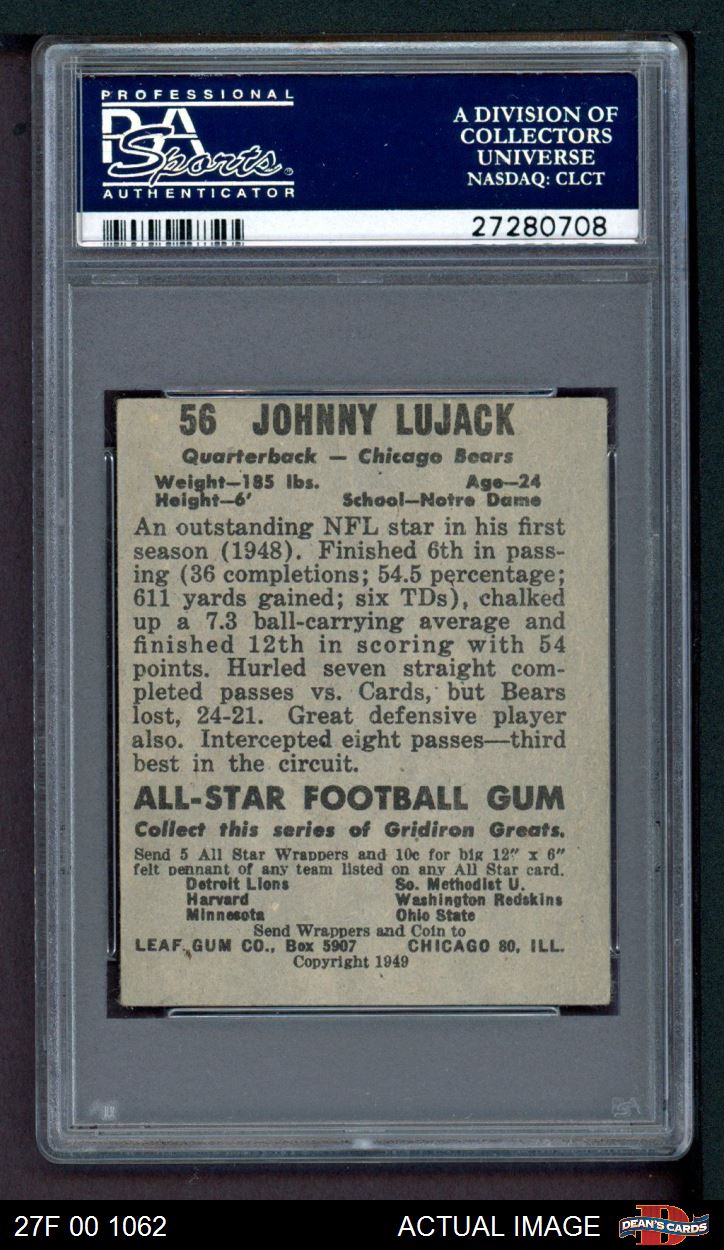 PROFESSIONAL
PSA
Sports
AUTHENTICATOR
A DIVISION OF
COLLECTORS
UNIVERSE
NASDAQ: CLCT
27280708
56 JOHNNY LUJACK
Quarterback — Chicago Bears
Weight—185 lbs. Age—24
Height—6' School—Notre Dame
An outstanding NFL star in his first
season (1948). Finished 6th in pass-
ing (36 completions; 54.5 percentage;
611 yards gained; six TDs), chalked
up a 7.3 ball-carrying average and
finished 12th in scoring with 54
points. Hurled seven straight com-
pleted passes vs. Cards, but Bears
lost, 24-21. Great defensive player
also. Intercepted eight passes—third
best in the circuit.
ALL-STAR FOOTBALL GUM
Collect this series of Gridiron Greats.
Send 5 All Star Wrappers and 10c for big 12" x 6"
felt pennant of any team listed on any All Star card.
Detroit Lions So. Methodist U.
Harvard Washington Redskins
Minnesota Ohio State
Send Wrappers and Coin to
LEAF GUM CO., Box 5907 CHICAGO 80, ILL.
Copyright 1949
PSA
27F 00 1062 ACTUAL IMAGE DEAN'S CARDS